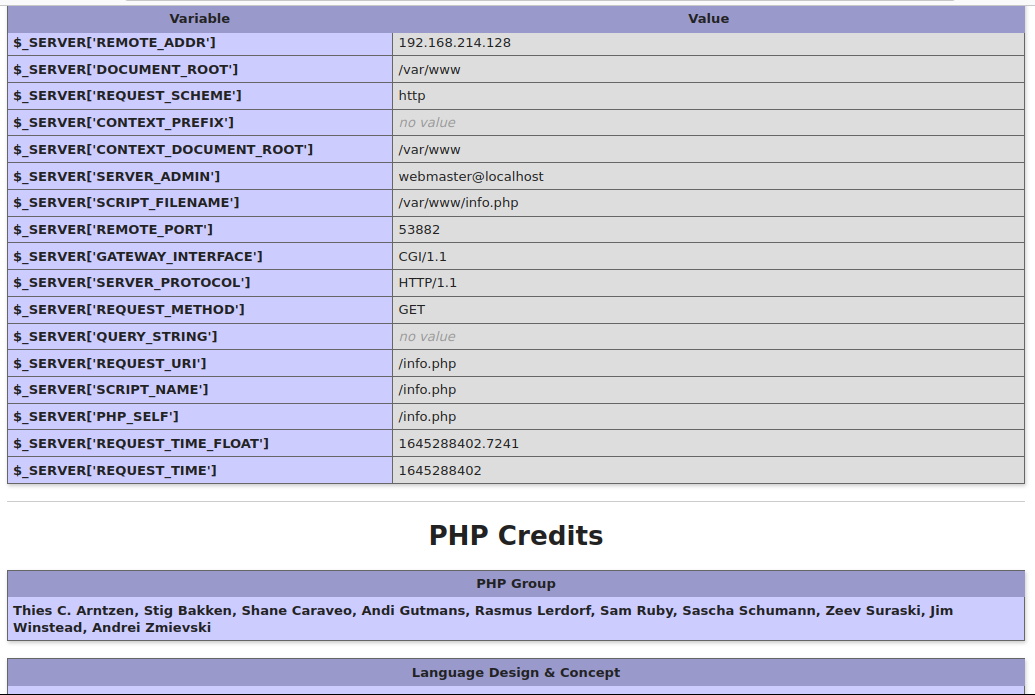 Variable Value
$_SERVER['REMOTE_ADDR'] 192.168.214.128
$_SERVER['DOCUMENT_ROOT'] /var/www
$_SERVER['REQUEST_SCHEME'] http
$_SERVER['CONTEXT_PREFIX'] no value
$_SERVER['CONTEXT_DOCUMENT_ROOT'] /var/www
$_SERVER['SERVER_ADMIN'] webmaster@localhost
$_SERVER['SCRIPT_FILENAME'] /var/www/info.php
$_SERVER['REMOTE_PORT'] 53882
$_SERVER['GATEWAY_INTERFACE'] CGI/1.1
$_SERVER['SERVER_PROTOCOL'] HTTP/1.1
$_SERVER['REQUEST_METHOD'] GET
$_SERVER['QUERY_STRING'] no value
$_SERVER['REQUEST_URI'] /info.php
$_SERVER['SCRIPT_NAME'] /info.php
$_SERVER['PHP_SELF'] /info.php
$_SERVER['REQUEST_TIME_FLOAT'] 1645288402.7241
$_SERVER['REQUEST_TIME'] 1645288402
PHP Credits
PHP Group
Thies C. Arntzen, Stig Bakken, Shane Caraveo, Andi Gutmans, Rasmus Lerdorf, Sam Ruby, Sascha Schumann, Zeev Suraski, Jim
Winstead, Andrei Zmievski
Language Design & Concept